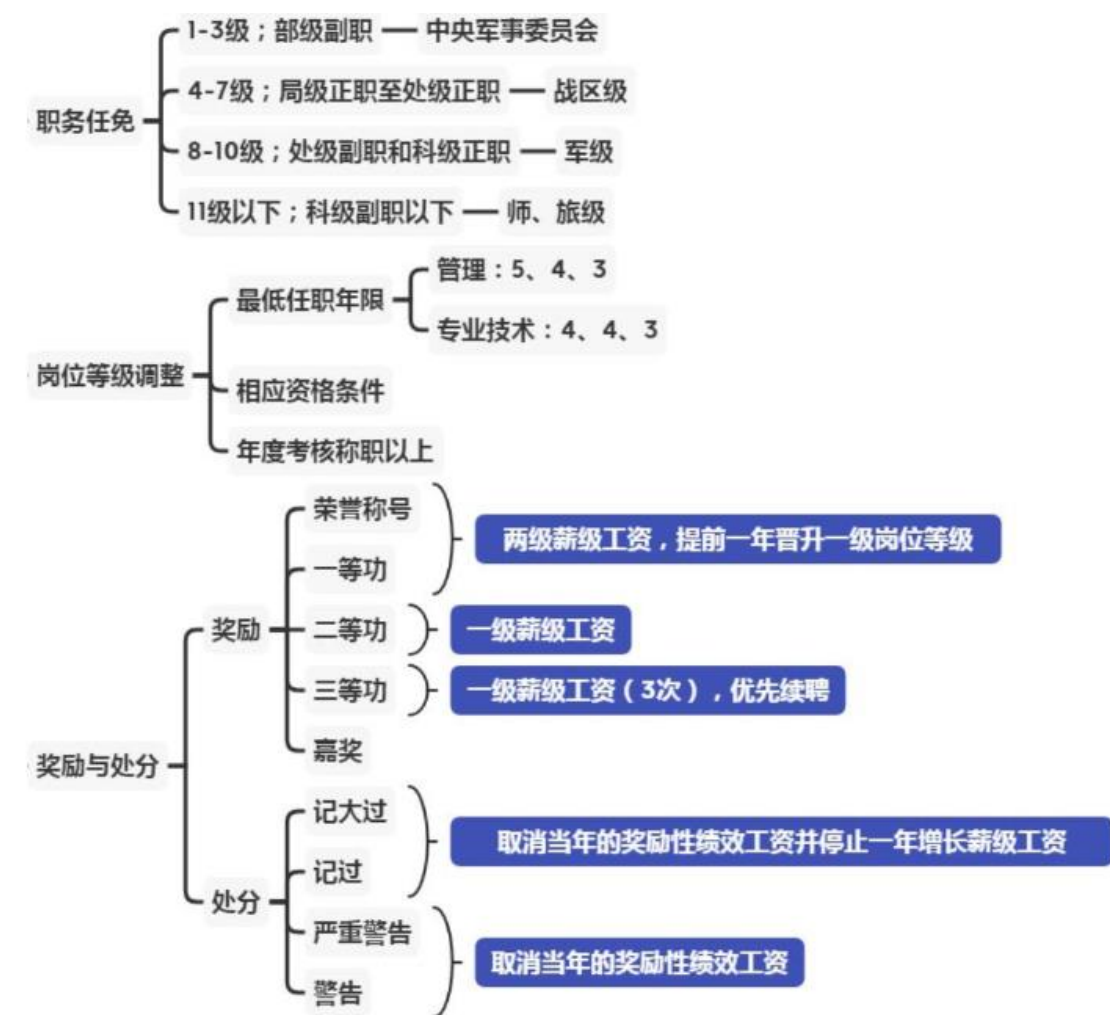 1-3级；部级副职
中央军事委员会
4-7级；局级正职至处级正职
战区级
职务任免
8-10级；处级副职和科级正职
军级
11级以下；科级副职以下
师、旅级
管理：5、4、3
最低任职年限
专业技术：4、4、3
岗位等级调整
相应资格条件
年度考核称职以上
荣誉称号
两级薪级工资，提前一年晋升一级岗位等级
一等功
奖励
二等功
一级薪级工资
三等功
一级薪级工资（3次），优先续聘
嘉奖
奖励与处分
记大过
取消当年的奖励性绩效工资并停止一年增长薪级工资
记过
处分
严重警告
取消当年的奖励性绩效工资
警告